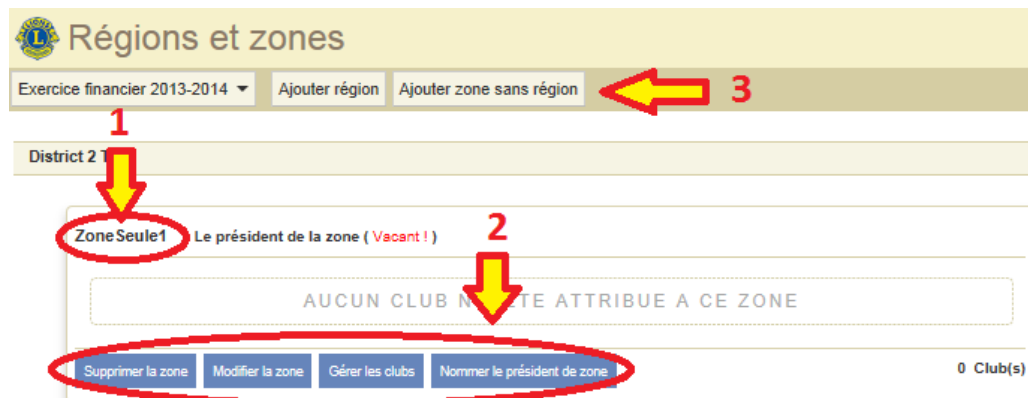 Régions et zones
Exercice financier 2013-2014 Ajouter région Ajouter zone sans région 3
1
District 2
ZoneSeule1 Le président de la zone ( Vacant ! ) 2
AUCUN CLUB ETE ATTRIBUE A CE ZONE
Supprimer la zone Modifier la zone Gérer les clubs Nommer le président de zone 0 Club(s)